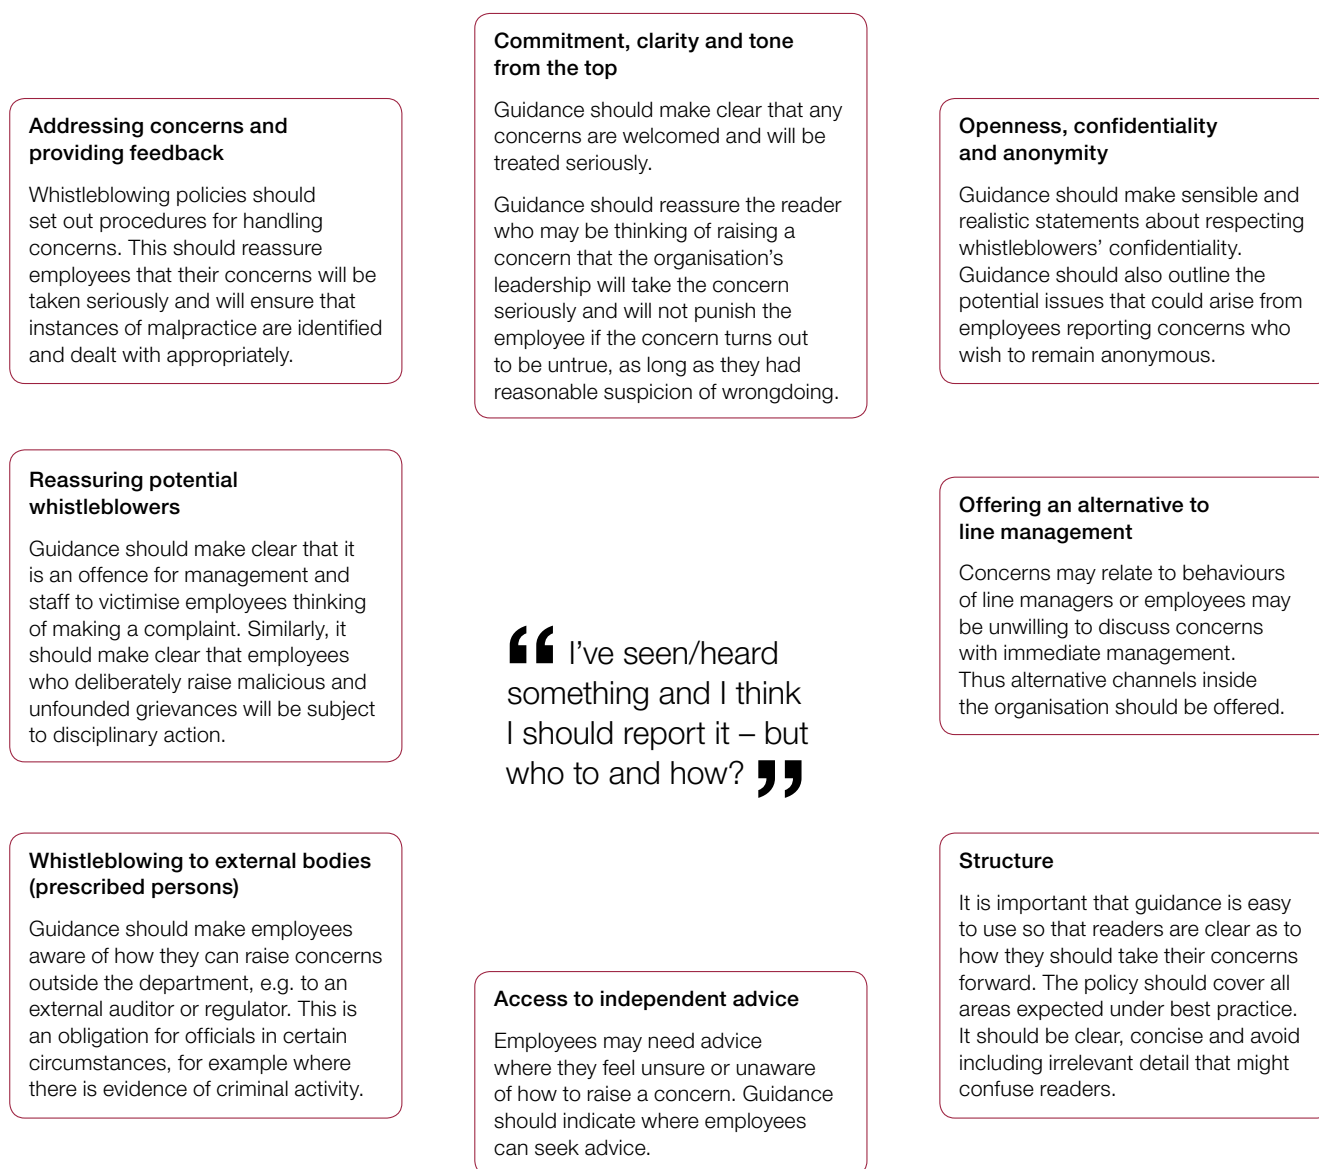 Commitment, clarity and tone
from the top
Guidance should make clear that any
concerns are welcomed and will be
treated seriously.
Guidance should reassure the reader
who may be thinking of raising a
concern that the organisation's
leadership will take the concern
seriously and will not punish the
employee if the concern turns out
to be untrue, as long as they had
reasonable suspicion of wrongdoing.
Addressing concerns and
providing feedback
Whistleblowing policies should
set out procedures for handling
concerns. This should reassure
employees that their concerns will be
taken seriously and will ensure that
instances of malpractice are identified
and dealt with appropriately.
Openness, confidentiality
and anonymity
Guidance should make sensible and
realistic statements about respecting
whistleblowers' confidentiality.
Guidance should also outline the
potential issues that could arise from
employees reporting concerns who
wish to remain anonymous.
Reassuring potential
whistleblowers
Guidance should make clear that it
is an offence for management and
staff to victimise employees thinking
of making a complaint. Similarly, it
should make clear that employees
who deliberately raise malicious and
unfounded grievances will be subject
to disciplinary action.
Offering an alternative to
line management
Concerns may relate to behaviours
of line managers or employees may
be unwilling to discuss concerns
with immediate management.
Thus alternative channels inside
the organisation should be offered.
“ I've seen/heard
something and I think
I should report it – but
who to and how? ”
Whistleblowing to external bodies
(prescribed persons)
Guidance should make employees
aware of how they can raise concerns
outside the department, e.g. to an
external auditor or regulator. This is
an obligation for officials in certain
circumstances, for example where
there is evidence of criminal activity.
Structure
It is important that guidance is easy
to use so that readers are clear as to
how they should take their concerns
forward. The policy should cover all
areas expected under best practice.
It should be clear, concise and avoid
including irrelevant detail that might
confuse readers.
Access to independent advice
Employees may need advice
where they feel unsure or unaware
of how to raise a concern. Guidance
should indicate where employees
can seek advice.